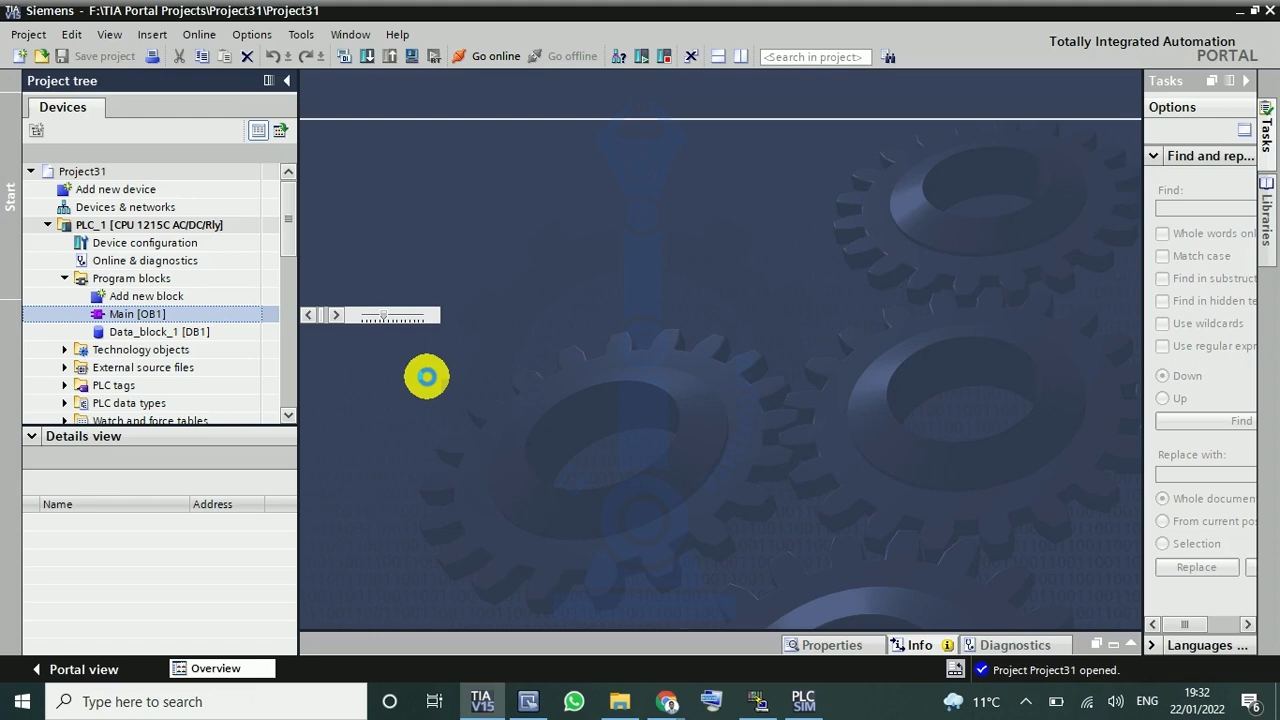 Siemens - F:\TIA Portal Projects\Project31\Project31
Project Edit View Insert Online Options Tools Window Help
Totally Integrated Automation
PORTAL
Save project
Go online
Go offline
<Search in project>
Project tree
Devices
Project31
Add new device
Devices & networks
PLC_1 [CPU 1215C AC/DC/Rly]
Device configuration
Online & diagnostics
Program blocks
Add new block
Main [OB1]
Data_block_1 [DB1]
Technology objects
External source files
PLC tags
PLC data types
Watch and force tables
Details view
Name Address
Start
Tasks
Options
Find and rep...
Find:
Whole words onl
Match case
Find in substruct
Find in hidden te
Use wildcards
Use regular expr
Down
Up
Find
Replace with:
Whole documen
From current pos
Selection
Replace
Languages ...
Tasks
Libraries
Properties
Info
Diagnostics
Portal view
Overview
Project Project31 opened.
Type here to search
TIA V15
PLC SIM
11°C
ENG
19:32
22/01/2022
6